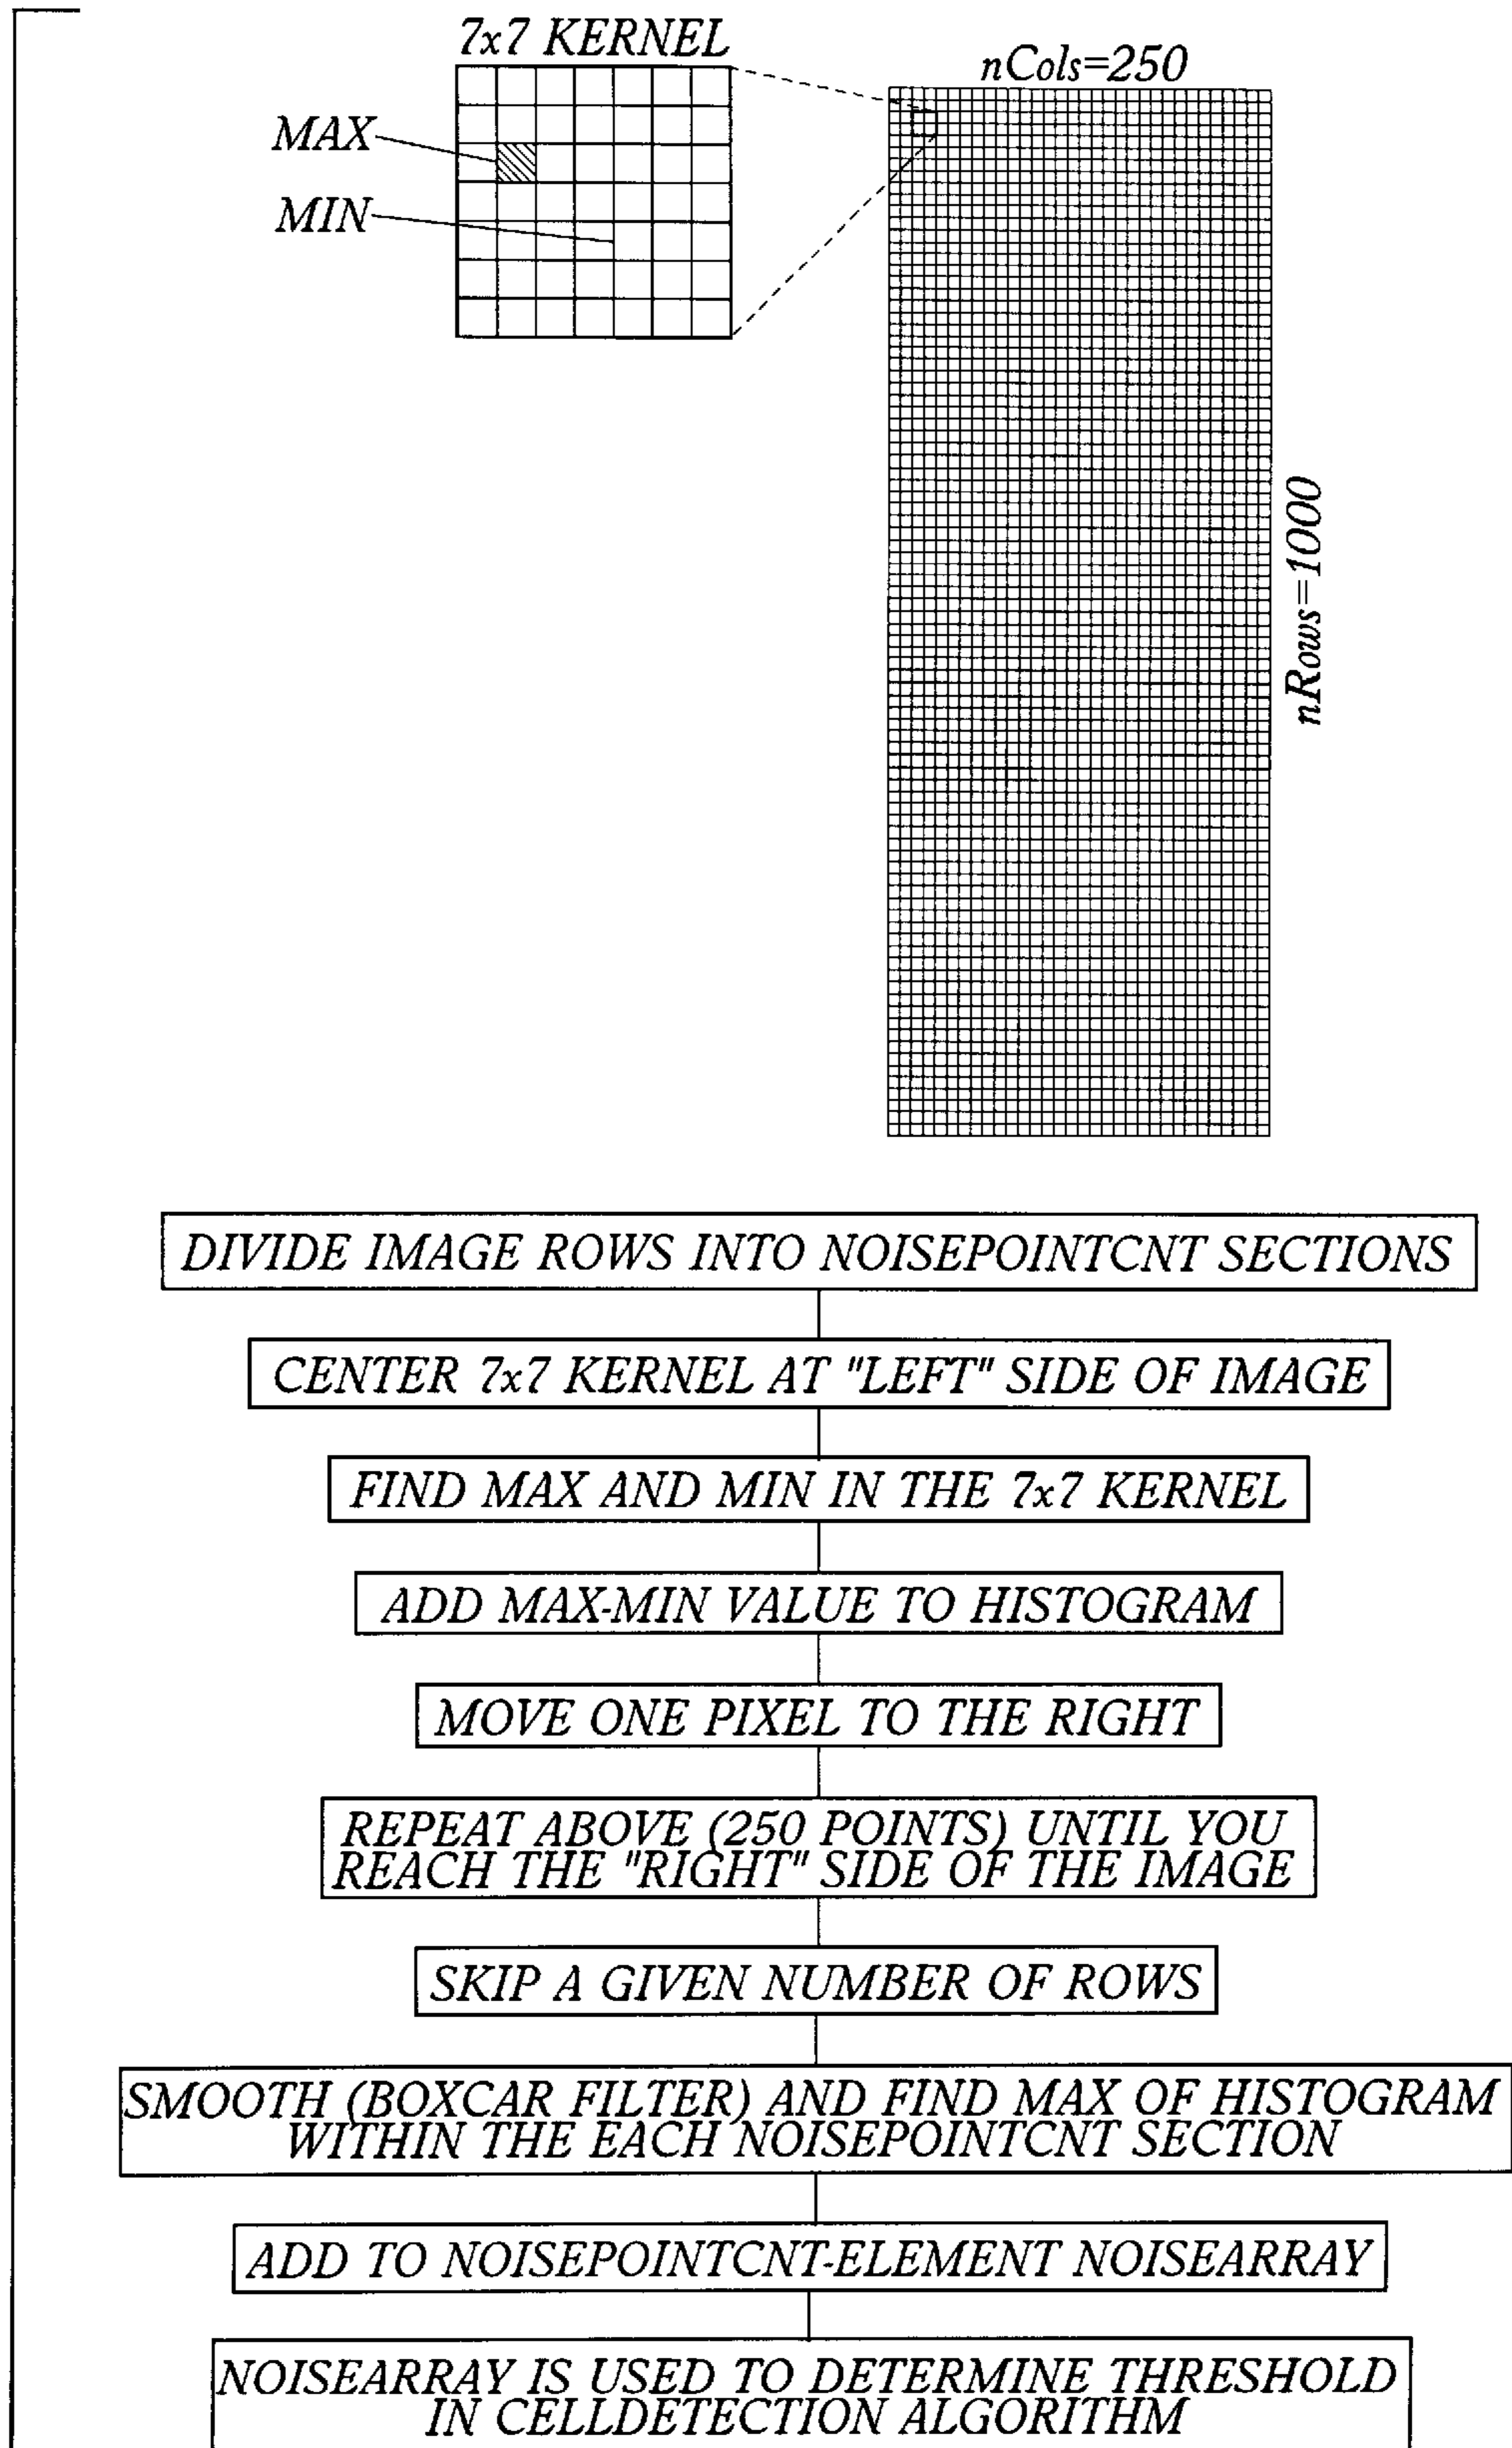 7x7 KERNEL
nCols=250
MAX
MIN
nRows=1000
DIVIDE IMAGE ROWS INTO NOISEPOINTCNT SECTIONS
CENTER 7x7 KERNEL AT "LEFT" SIDE OF IMAGE
FIND MAX AND MIN IN THE 7x7 KERNEL
ADD MAX-MIN VALUE TO HISTOGRAM
MOVE ONE PIXEL TO THE RIGHT
REPEAT ABOVE (250 POINTS) UNTIL YOU
REACH THE "RIGHT" SIDE OF THE IMAGE
SKIP A GIVEN NUMBER OF ROWS
SMOOTH (BOXCAR FILTER) AND FIND MAX OF HISTOGRAM
WITHIN THE EACH NOISEPOINTCNT SECTION
ADD TO NOISEPOINTCNT-ELEMENT NOISEARRAY
NOISEARRAY IS USED TO DETERMINE THRESHOLD
IN CELLDETECTION ALGORITHM